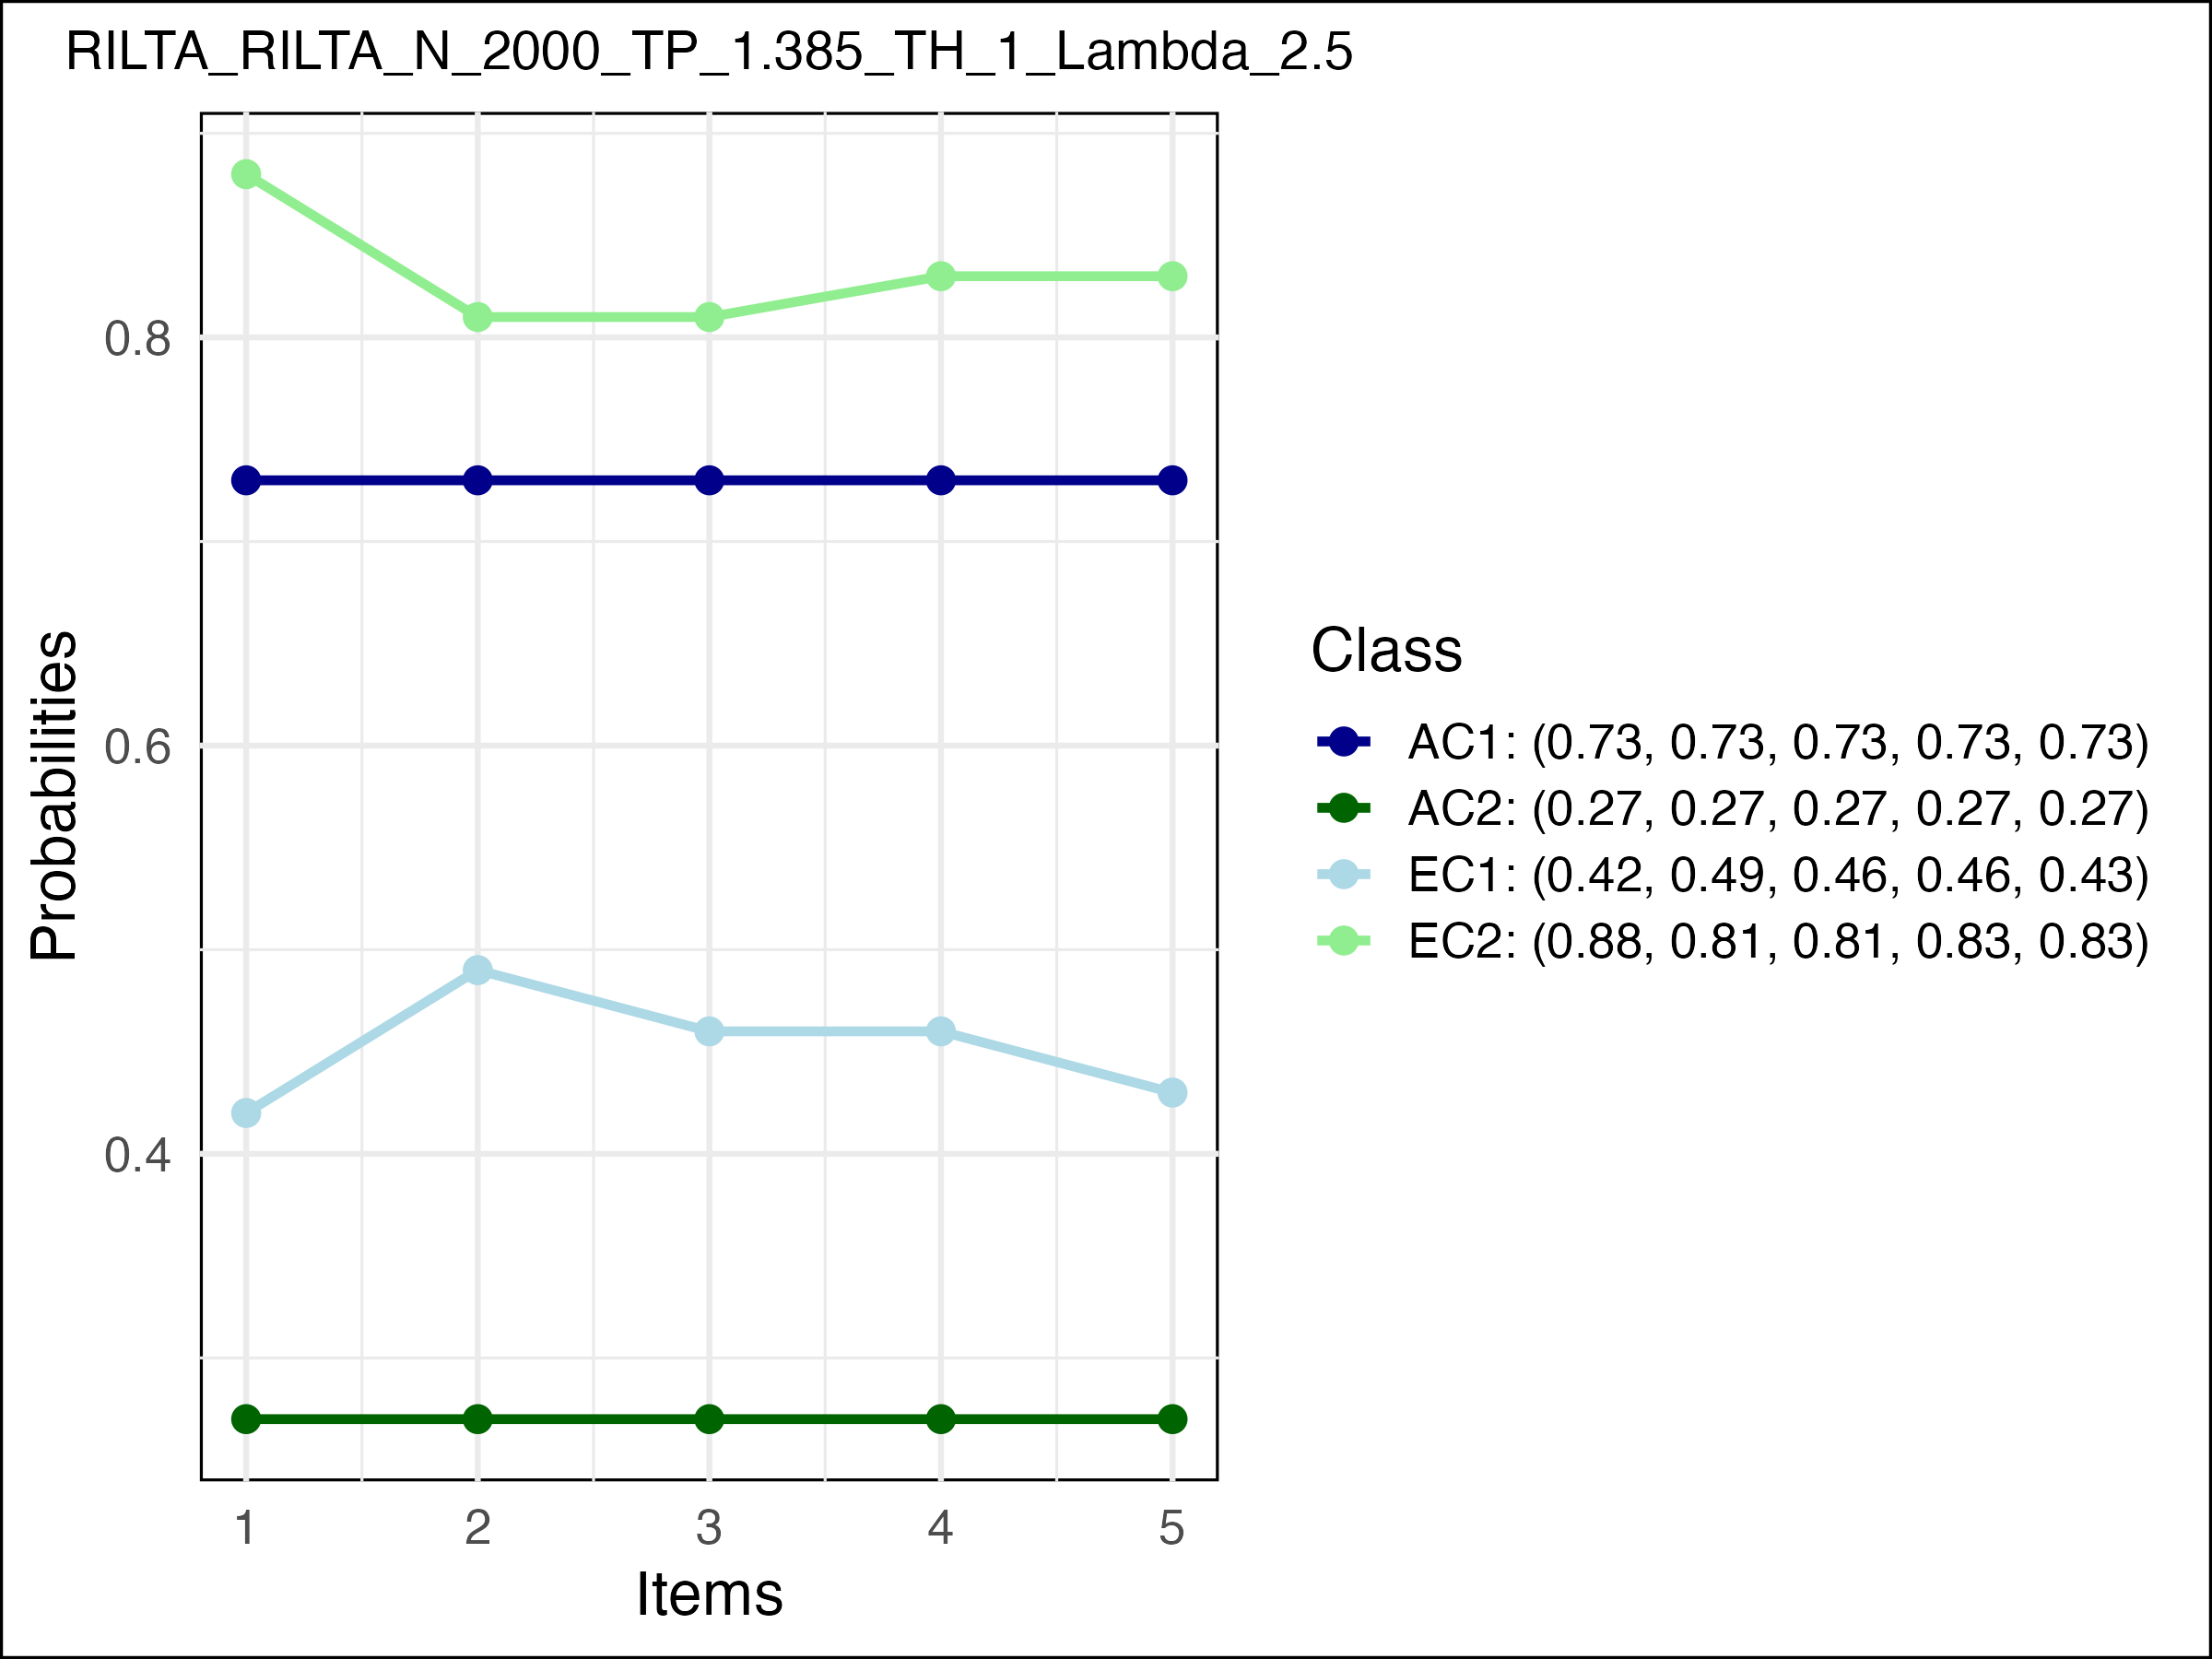 RILTA_RILTA_N_2000_TP_1.385_TH_1_Lambda_2.5
Probabilities
0.8
0.6
0.4
1 2 3 4 5
Items
Class
AC1: (0.73, 0.73, 0.73, 0.73, 0.73)
AC2: (0.27, 0.27, 0.27, 0.27, 0.27)
EC1: (0.42, 0.49, 0.46, 0.46, 0.43)
EC2: (0.88, 0.81, 0.81, 0.83, 0.83)